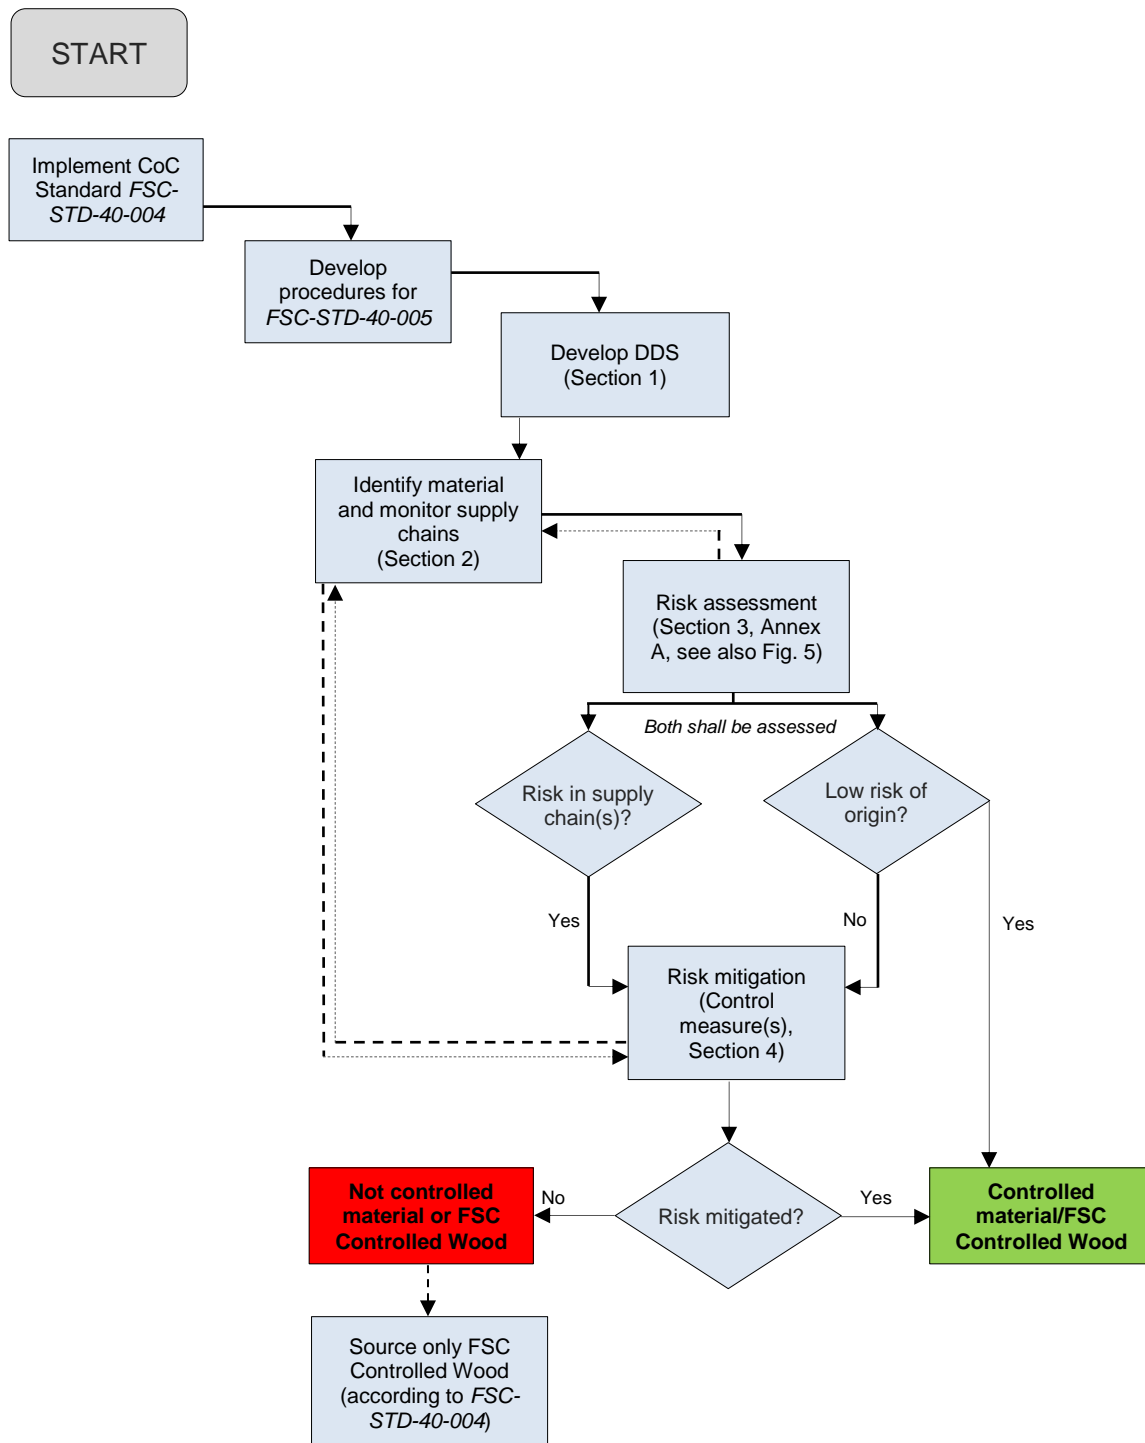 START
Implement CoC
Standard FSC-
STD-40-004
Develop
procedures for
FSC-STD-40-005
Develop DDS
(Section 1)
Identify material
and monitor supply
chains
(Section 2)
Risk assessment
(Section 3, Annex
A, see also Fig. 5)
Both shall be assessed
Risk in supply
chain(s)?
Low risk of
origin?
Yes
No
Yes
Risk mitigation
(Control
measure(s),
Section 4)
Not controlled
material or FSC
Controlled Wood
No
Risk mitigated?
Yes
Controlled
material/FSC
Controlled Wood
Source only FSC
Controlled Wood
(according to FSC-
STD-40-004)